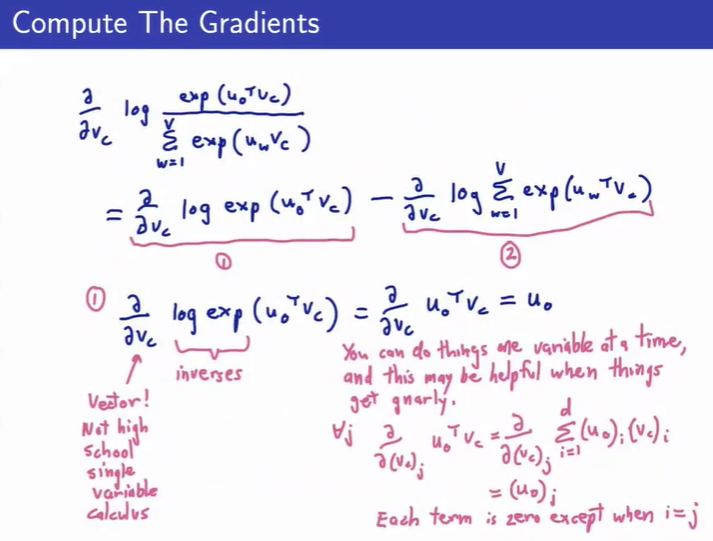 Compute The Gradients
∂/∂v_c log exp(u_o^T v_c) / Σ_{w=1}^{V} exp(u_w v_c)
= ∂/∂v_c log exp(u_o^T v_c) − ∂/∂v_c log Σ_{w=1}^{V} exp(u_w^T v_c)
① ②
① ∂/∂v_c log exp(u_o^T v_c) = ∂/∂v_c u_o^T v_c = u_o
inverses
Vector!
Not high
school
single
variable
calculus
You can do things one variable at a time,
and this may be helpful when things
get gnarly.
∀j ∂/∂(v_c)_j u_o^T v_c = ∂/∂(v_c)_j Σ_{i=1}^{d} (u_o)_i (v_c)_i
= (u_o)_j
Each term is zero except when i=j